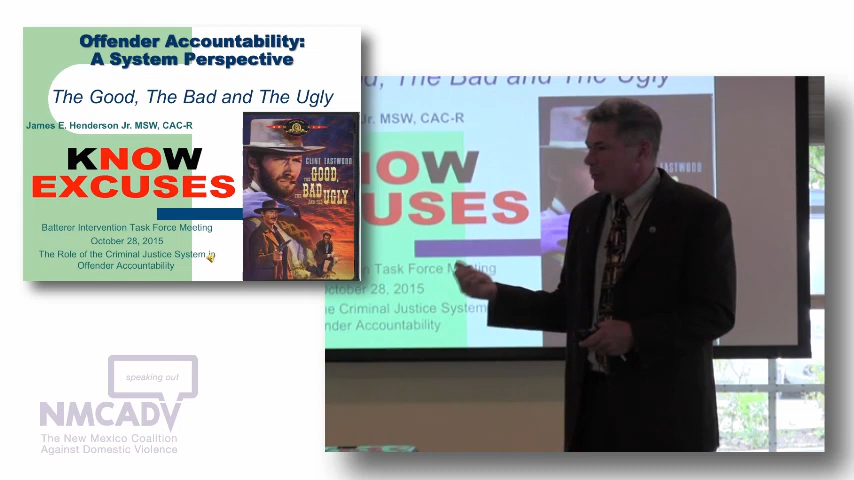 Offender Accountability:
A System Perspective
The Good, The Bad and The Ugly
James E. Henderson Jr. MSW, CAC-R
KNOW
EXCUSES
CLINT EASTWOOD
THE GOOD,
THE BAD
AND THE UGLY
Batterer Intervention Task Force Meeting
October 28, 2015
The Role of the Criminal Justice System in
Offender Accountability
d, The Bad and The Ugly
Jr. MSW, CAC-R
NOW
USES
EASTWOOD
n Task Force Meeting
ctober 28, 2015
e Criminal Justice System
nder Accountability
speaking out
NMCADV
The New Mexico Coalition
Against Domestic Violence